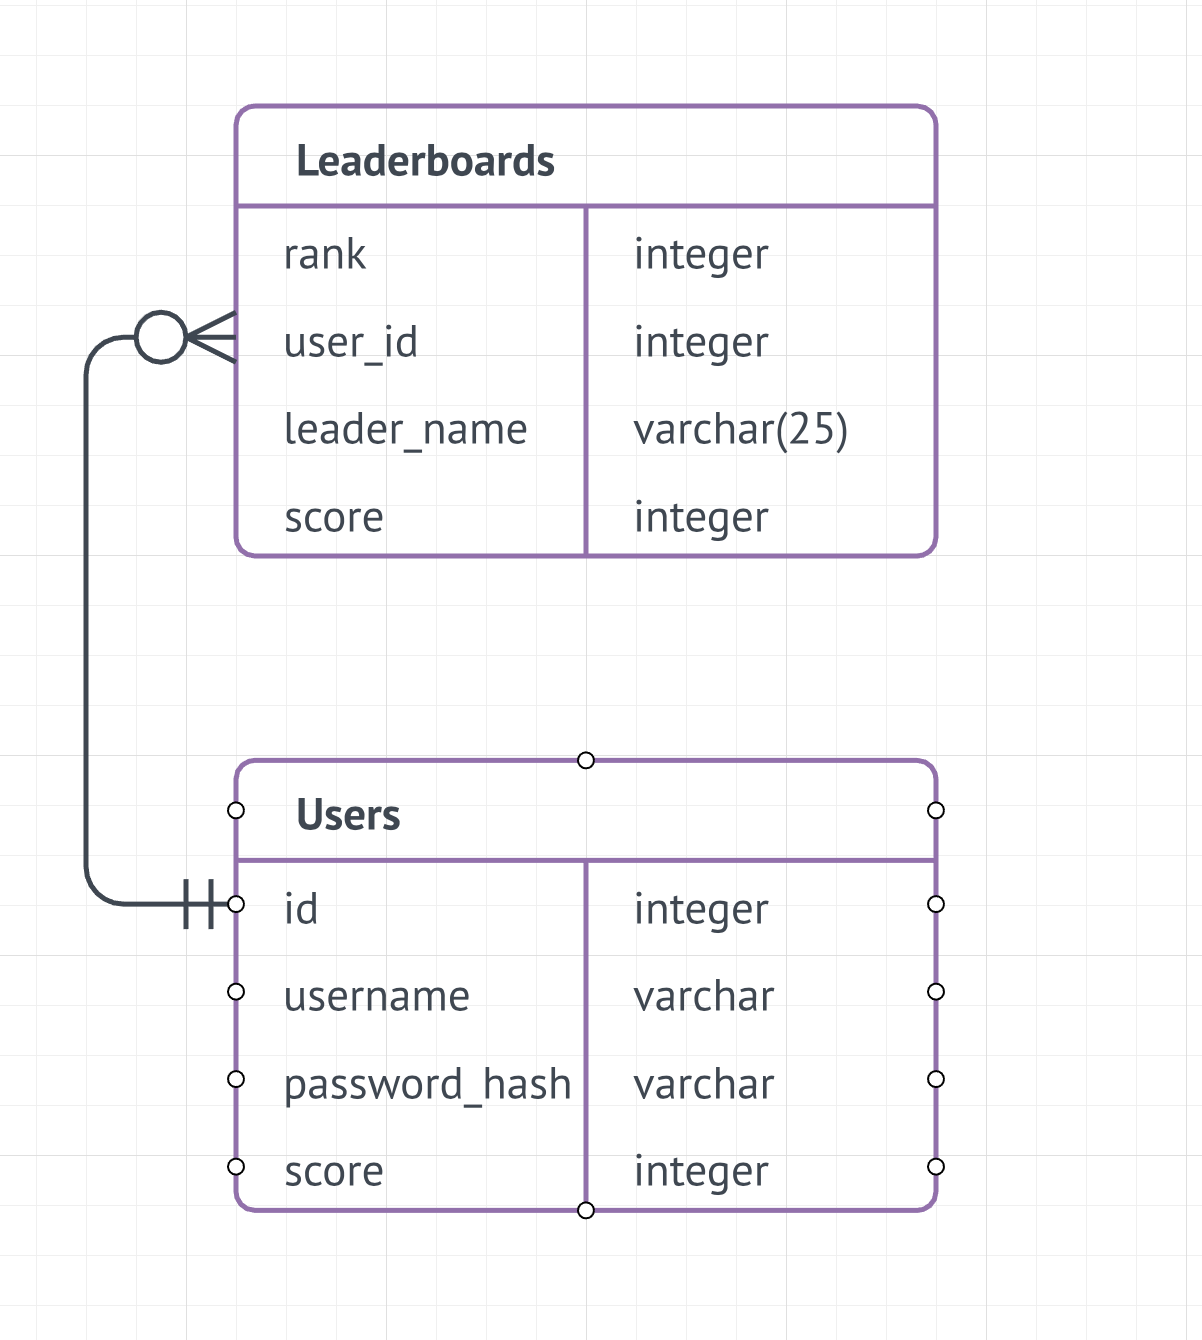 Leaderboards
rank integer
user_id integer
leader_name varchar(25)
score integer
Users
id integer
username varchar
password_hash varchar
score integer